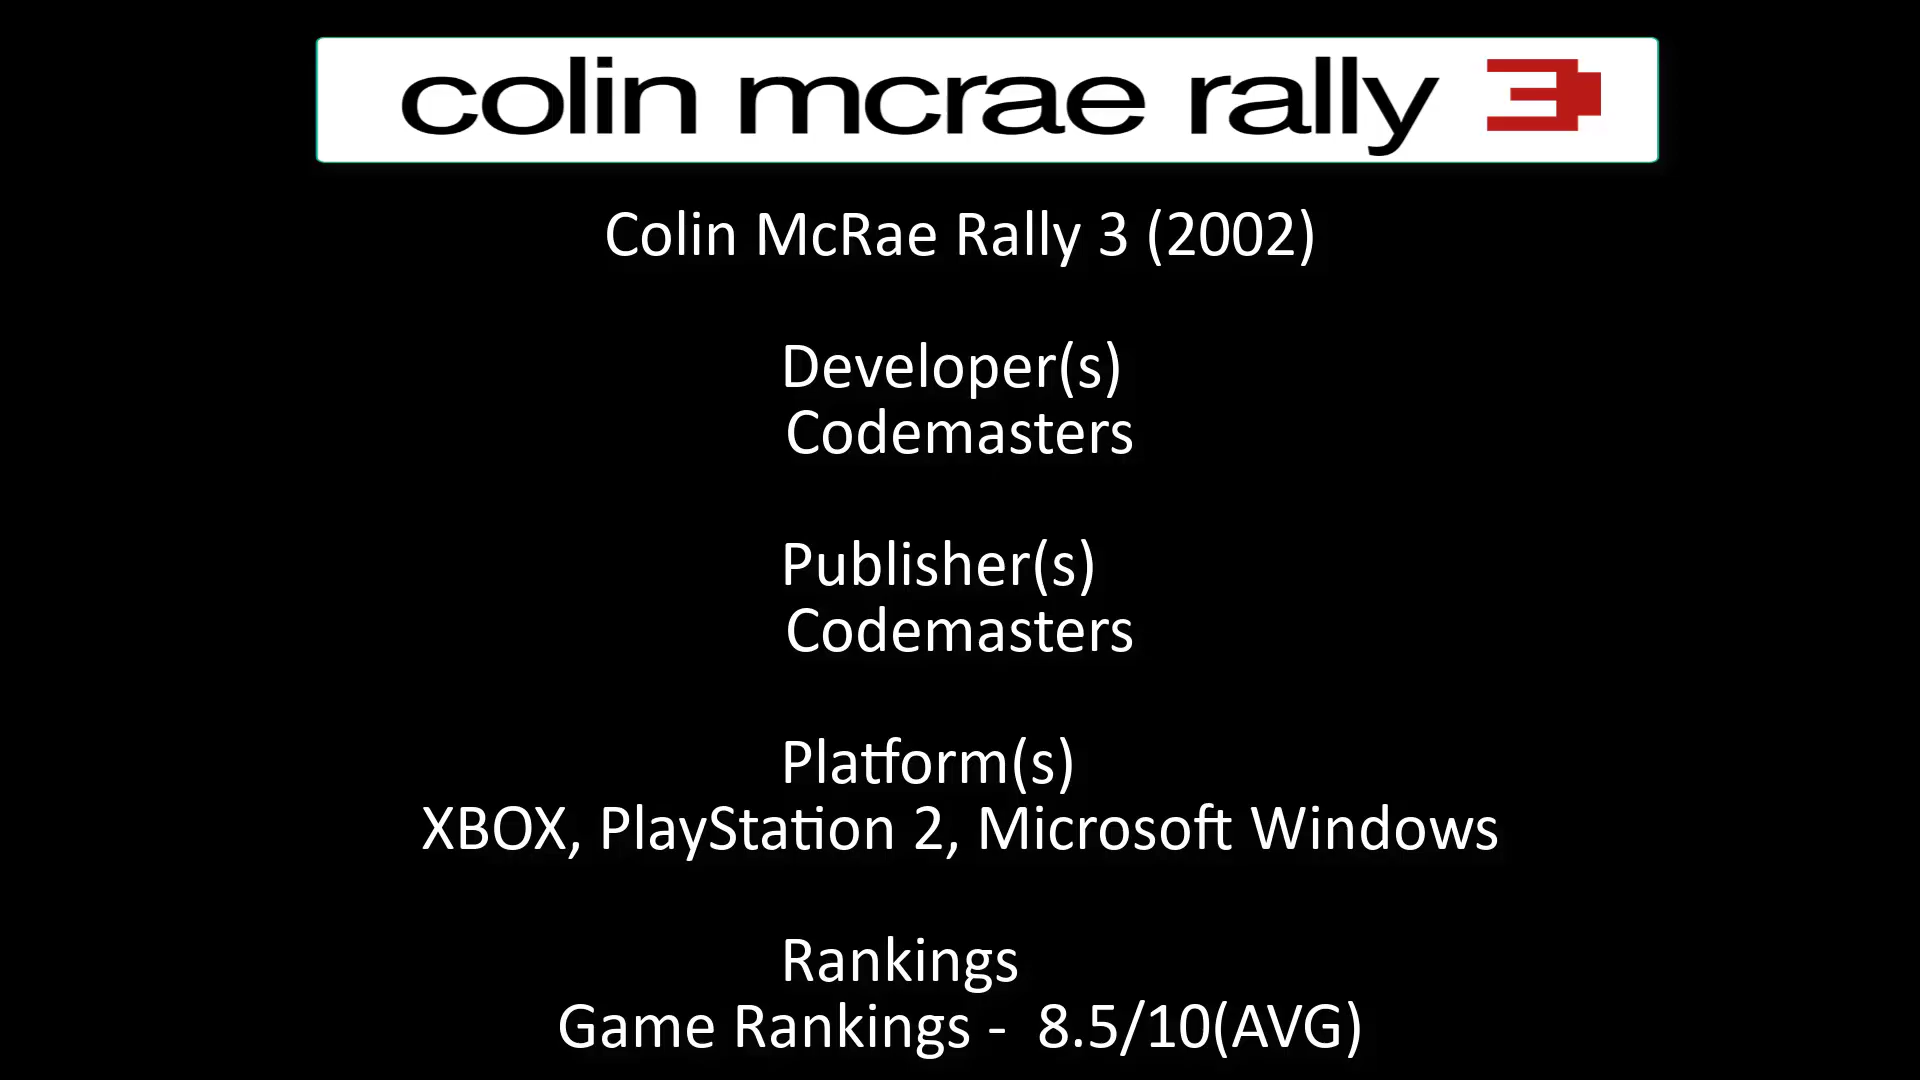 colin mcrae rally 3
Colin McRae Rally 3 (2002)
Developer(s)
Codemasters
Publisher(s)
Codemasters
Platform(s)
XBOX, PlayStation 2, Microsoft Windows
Rankings
Game Rankings -  8.5/10(AVG)